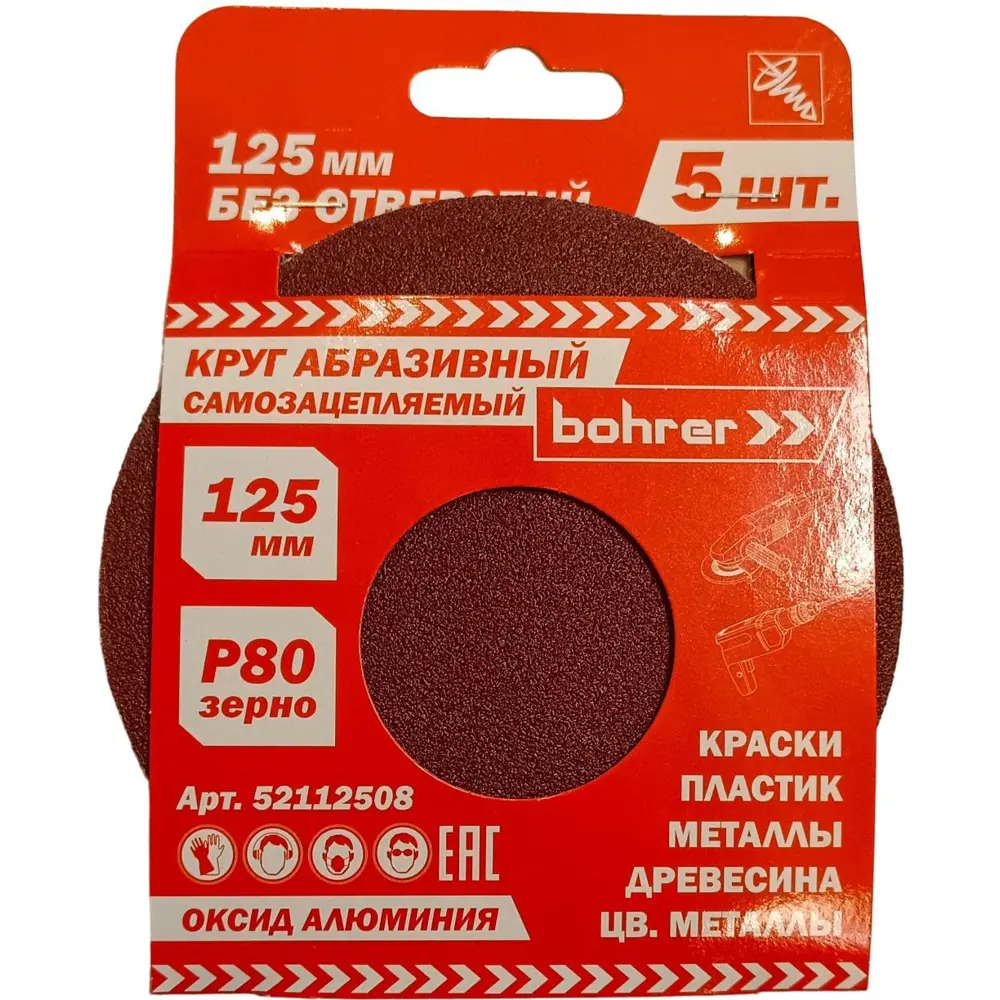 125 мм
БЕЗ ОТВЕРСТИЙ
5 шт.
КРУГ АБРАЗИВНЫЙ
САМОЗАЦЕПЛЯЕМЫЙ
bohrer
125
мм
P80
зерно
КРАСКИ
ПЛАСТИК
МЕТАЛЛЫ
ДРЕВЕСИНА
ЦВ. МЕТАЛЛЫ
Арт. 52112508
EAC
ОКСИД АЛЮМИНИЯ